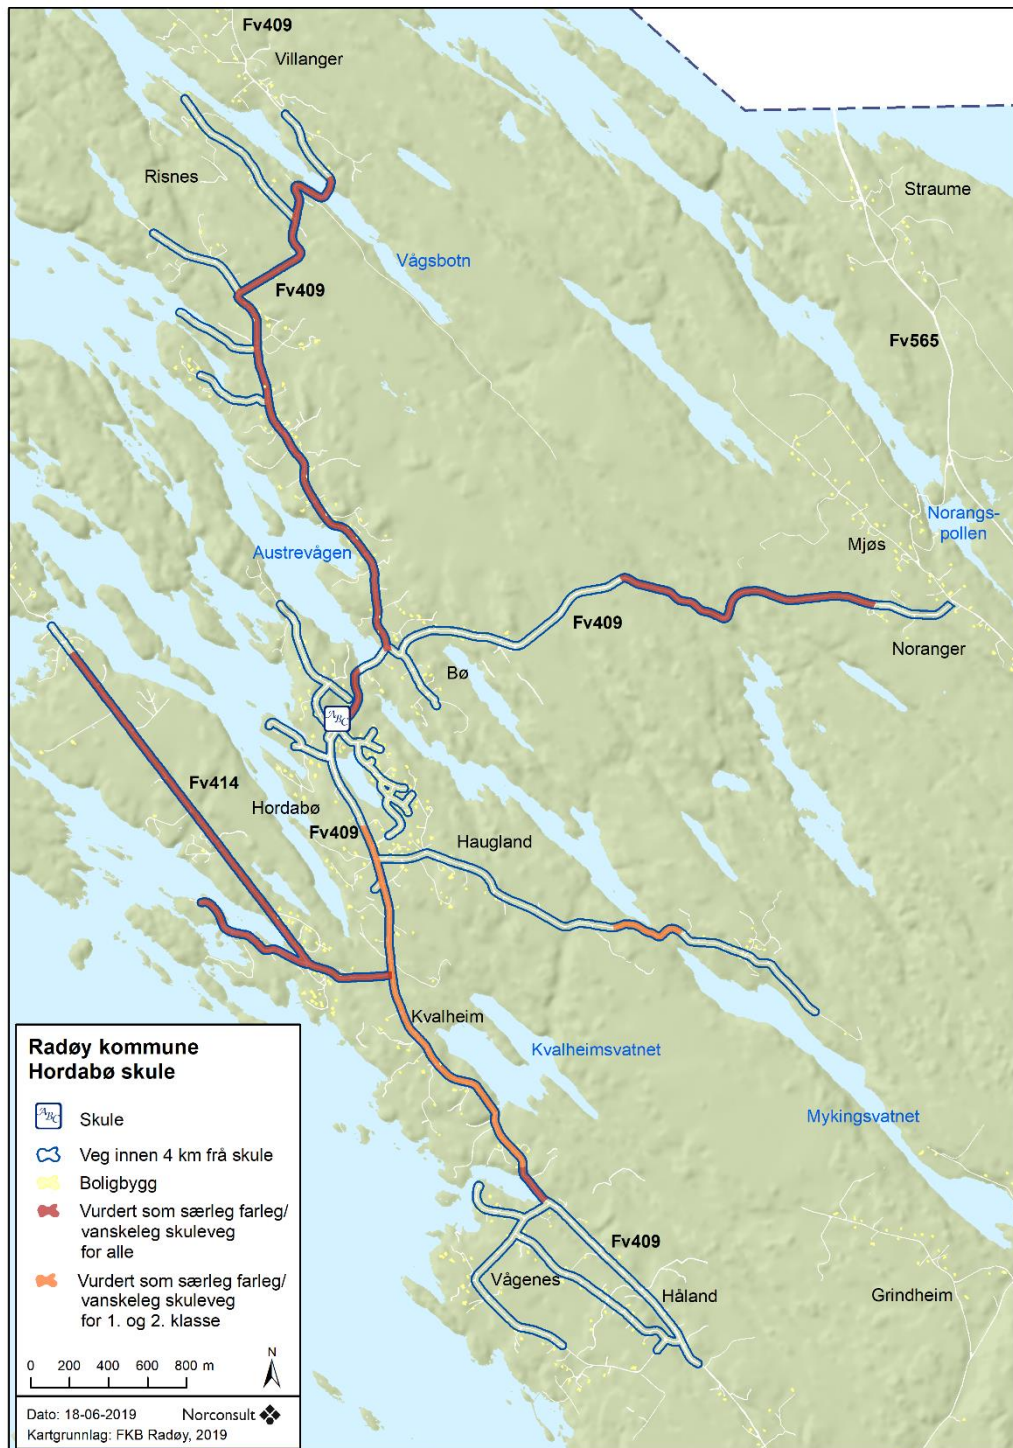 Fv409
Villanger
Risnes
Straume
Vågsbotn
Fv409
Fv565
Norangs-
pollen
Mjøs
Austrevågen
Fv409
Noranger
Bø
ABC
Fv414
Hordabø
Fv409
Haugland
Kvalheim
Kvalheimsvatnet
Mykingsvatnet
Fv409
Vågenes
Håland
Grindheim
Radøy kommune
Hordabø skule
ABC
Skule
Veg innen 4 km frå skule
Boligbygg
Vurdert som særleg farleg/
vanskeleg skuleveg
for alle
Vurdert som særleg farleg/
vanskeleg skuleveg
for 1. og 2. klasse
N
0 200 400 600 800 m
Dato: 18-06-2019 Norconsult
Kartgrunnlag: FKB Radøy, 2019